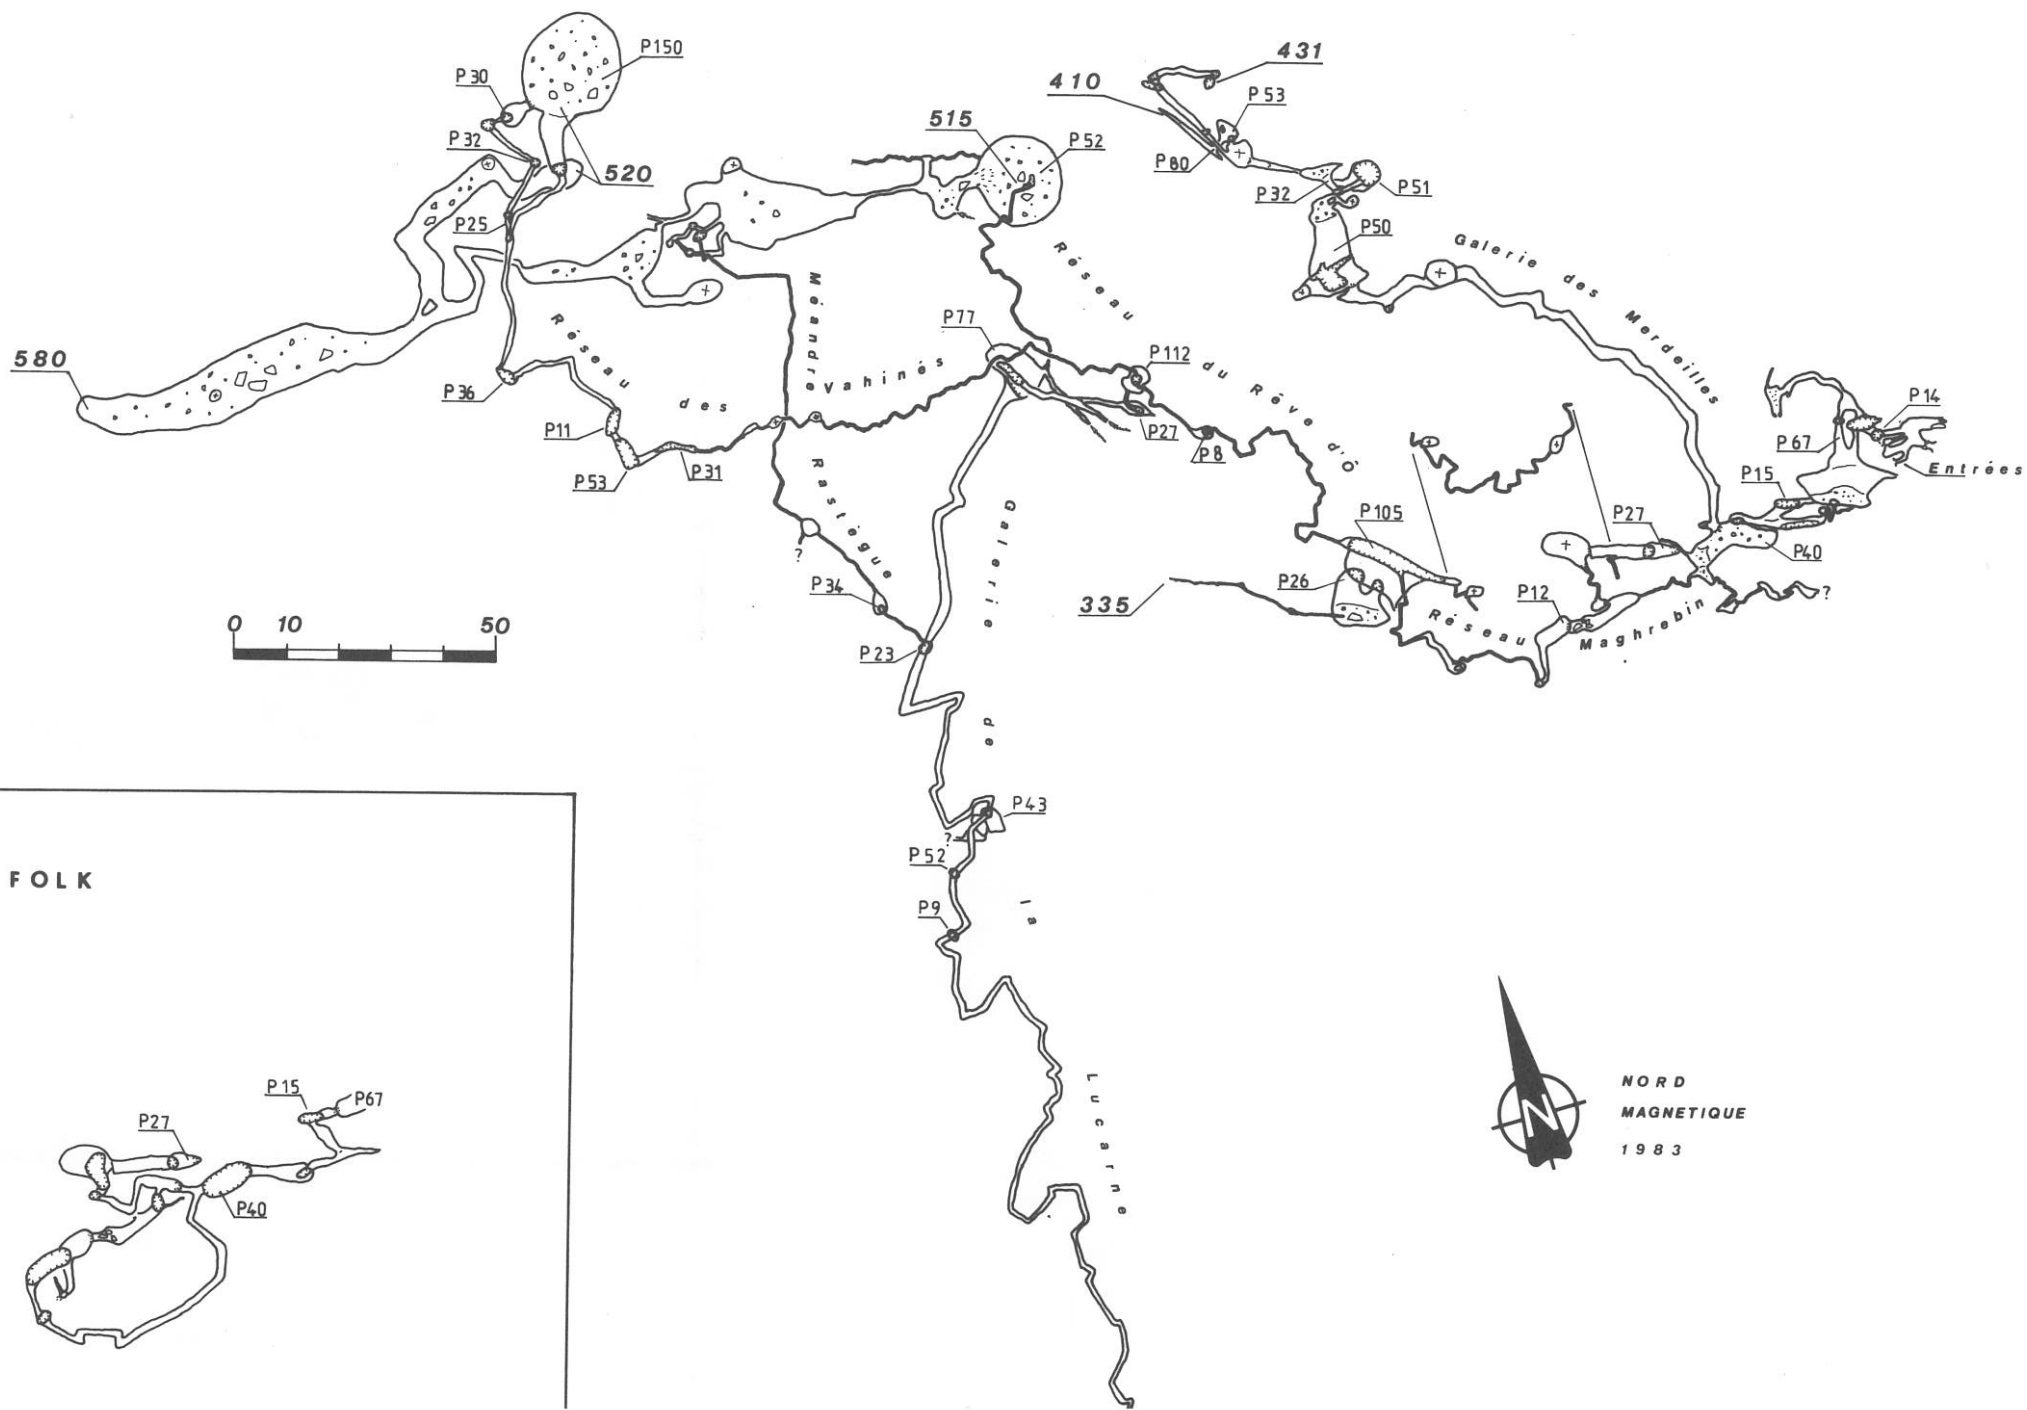 P150
P30
431
410
P53
515
P52
P32
520
P80
P32
P51
P25
P50
Réseau du Rêve d'Ô
Galerie des Merdeilles
Méandre Rastègue
P77
P112
580
Réseau des Vahinés
P36
P14
P11
P27
P8
P67
P53
P31
Entrées
P15
Galerie de la Lucarne
P105
P27
?
P40
P34
335
P26
P12
?
Réseau Maghrebin
0 10 50
P23
P43
?
P52
FOLK
P9
P15
P67
P27
P40
N
NORD
MAGNETIQUE
1983